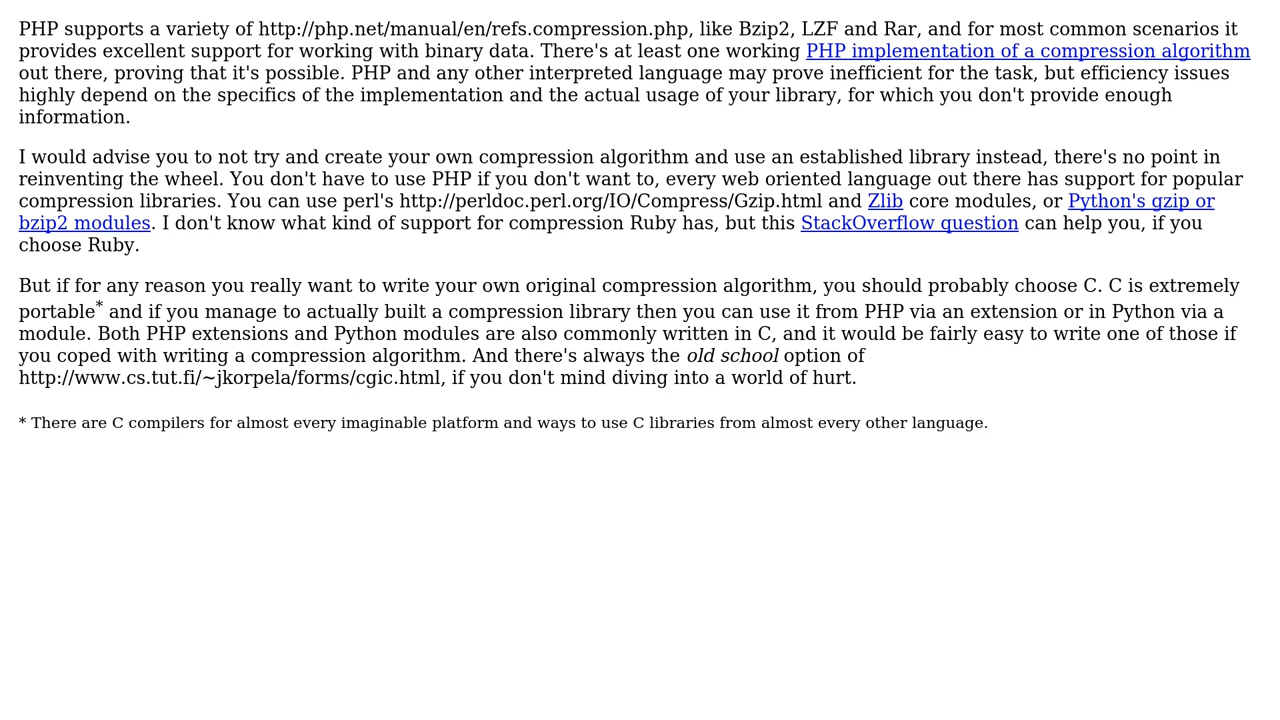 PHP supports a variety of http://php.net/manual/en/refs.compression.php, like Bzip2, LZF and Rar, and for most common scenarios it
provides excellent support for working with binary data. There's at least one working PHP implementation of a compression algorithm
out there, proving that it's possible. PHP and any other interpreted language may prove inefficient for the task, but efficiency issues
highly depend on the specifics of the implementation and the actual usage of your library, for which you don't provide enough
information.
I would advise you to not try and create your own compression algorithm and use an established library instead, there's no point in
reinventing the wheel. You don't have to use PHP if you don't want to, every web oriented language out there has support for popular
compression libraries. You can use perl's http://perldoc.perl.org/IO/Compress/Gzip.html and Zlib core modules, or Python's gzip or
bzip2 modules. I don't know what kind of support for compression Ruby has, but this StackOverflow question can help you, if you
choose Ruby.
But if for any reason you really want to write your own original compression algorithm, you should probably choose C. C is extremely
portable* and if you manage to actually built a compression library then you can use it from PHP via an extension or in Python via a
module. Both PHP extensions and Python modules are also commonly written in C, and it would be fairly easy to write one of those if
you coped with writing a compression algorithm. And there's always the old school option of
http://www.cs.tut.fi/~jkorpela/forms/cgic.html, if you don't mind diving into a world of hurt.
* There are C compilers for almost every imaginable platform and ways to use C libraries from almost every other language.